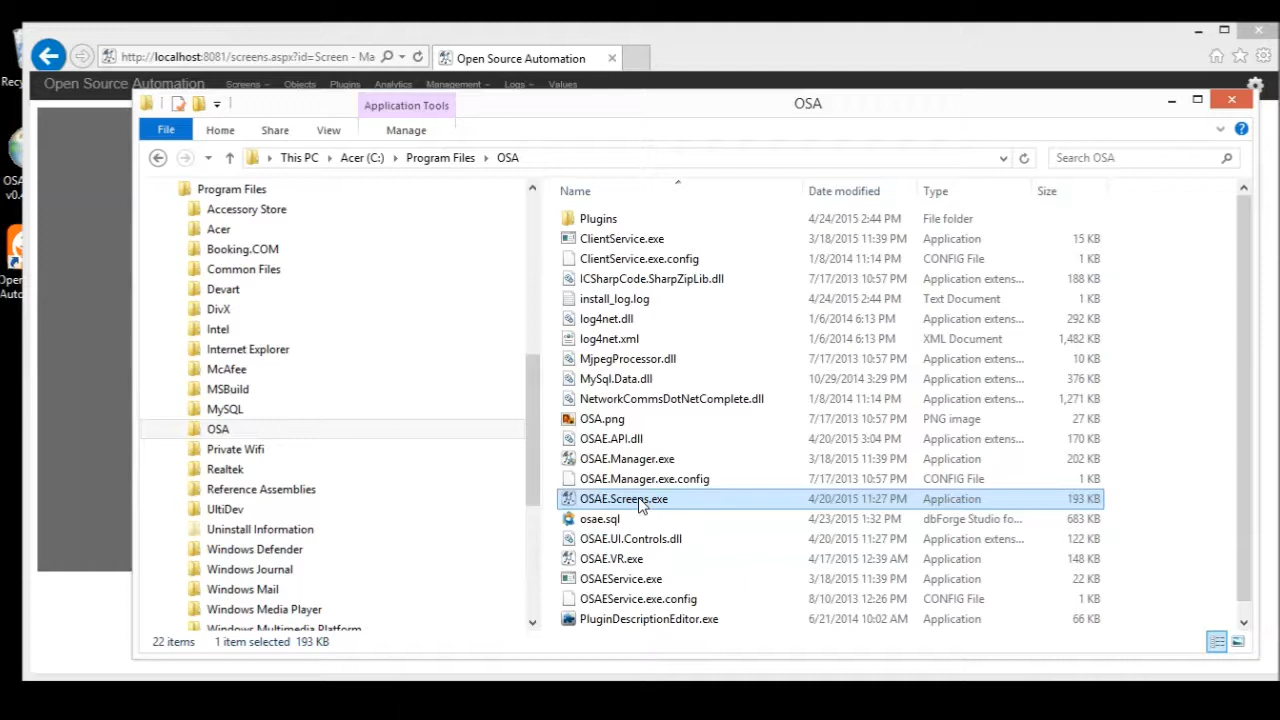 http://localhost:8081/screens.aspx?id=Screen - Ma
Open Source Automation
Open Source Automation Screens Objects Plugins Analytics Management Logs Values
Recy
OSA
v0.4
Open
Auto
OSA
Application Tools
File Home Share View Manage
This PC Acer (C:) Program Files OSA
Search OSA
Program Files
Accessory Store
Acer
Booking.COM
Common Files
Devart
DivX
Intel
Internet Explorer
McAfee
MSBuild
MySQL
OSA
Private Wifi
Realtek
Reference Assemblies
UltiDev
Uninstall Information
Windows Defender
Windows Journal
Windows Mail
Windows Media Player
Windows Multimedia Platform
Name Date modified Type Size
Plugins 4/24/2015 2:44 PM File folder
ClientService.exe 3/18/2015 11:39 PM Application 15 KB
ClientService.exe.config 1/8/2014 11:14 PM CONFIG File 1 KB
ICSharpCode.SharpZipLib.dll 7/17/2013 10:57 PM Application extens... 188 KB
install_log.log 4/24/2015 2:44 PM Text Document 1 KB
log4net.dll 1/6/2014 6:13 PM Application extens... 292 KB
log4net.xml 1/6/2014 6:13 PM XML Document 1,482 KB
MjpegProcessor.dll 7/17/2013 10:57 PM Application extens... 10 KB
MySql.Data.dll 10/29/2014 3:29 PM Application extens... 376 KB
NetworkCommsDotNetComplete.dll 1/8/2014 11:14 PM Application extens... 1,271 KB
OSA.png 7/17/2013 10:57 PM PNG image 27 KB
OSAE.API.dll 4/20/2015 3:04 PM Application extens... 170 KB
OSAE.Manager.exe 3/18/2015 11:39 PM Application 202 KB
OSAE.Manager.exe.config 7/17/2013 10:57 PM CONFIG File 1 KB
OSAE.Screens.exe 4/20/2015 11:27 PM Application 193 KB
osae.sql 4/23/2015 1:32 PM dbForge Studio fo... 683 KB
OSAE.UI.Controls.dll 4/20/2015 11:27 PM Application extens... 122 KB
OSAE.VR.exe 4/17/2015 12:39 AM Application 148 KB
OSAEService.exe 3/18/2015 11:39 PM Application 22 KB
OSAEService.exe.config 8/10/2013 12:26 PM CONFIG File 1 KB
PluginDescriptionEditor.exe 6/21/2014 10:02 AM Application 66 KB
22 items 1 item selected 193 KB